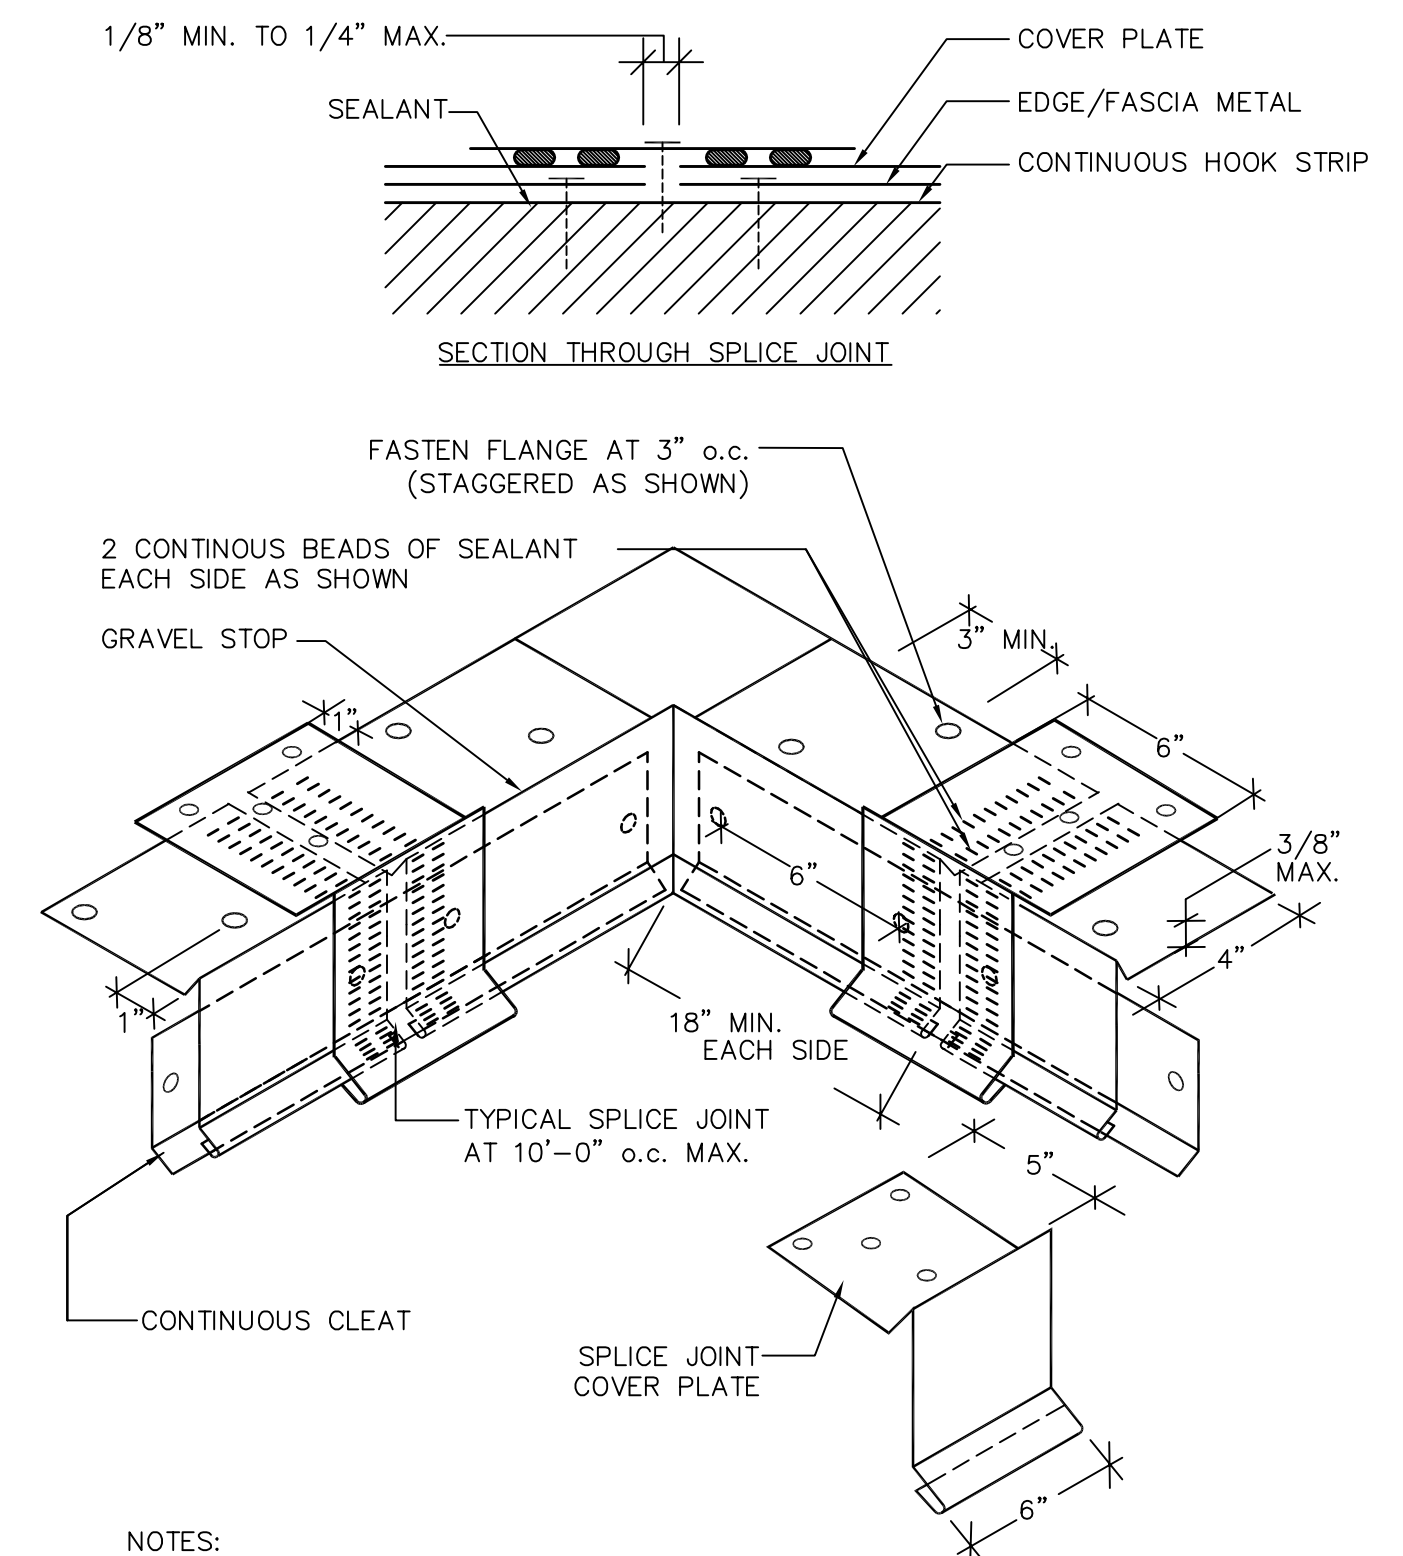 1/8” MIN. TO 1/4” MAX.
COVER PLATE
SEALANT
EDGE/FASCIA METAL
CONTINUOUS HOOK STRIP
SECTION THROUGH SPLICE JOINT
FASTEN FLANGE AT 3” o.c.
(STAGGERED AS SHOWN)
2 CONTINOUS BEADS OF SEALANT
EACH SIDE AS SHOWN
GRAVEL STOP
3” MIN.
1”
6”
3/8”
MAX.
6”
4”
1”
18” MIN.
EACH SIDE
TYPICAL SPLICE JOINT
AT 10’–0” o.c. MAX.
5”
CONTINUOUS CLEAT
SPLICE JOINT
COVER PLATE
6”
NOTES: